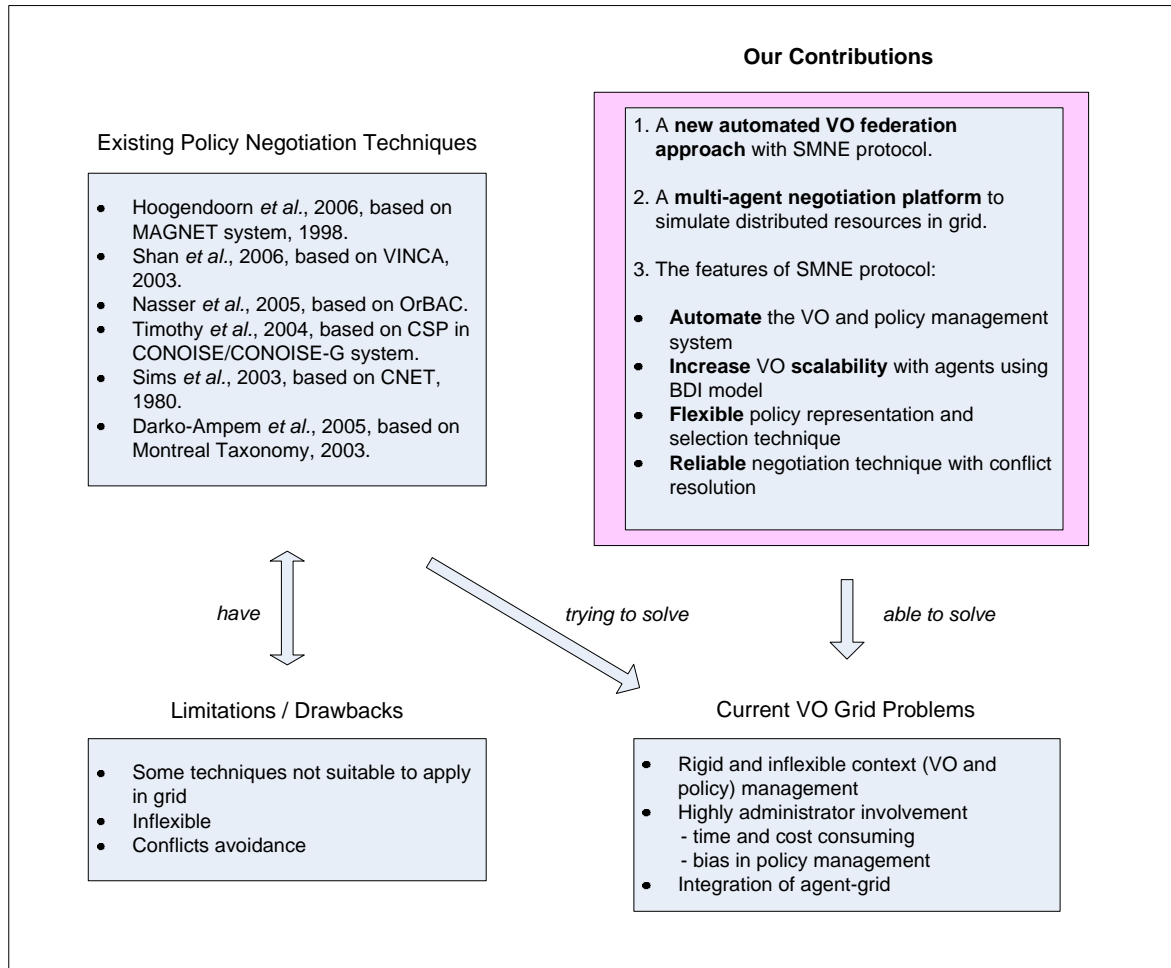 Existing Policy Negotiation Techniques
• Hoogendoorn et al., 2006, based on
MAGNET system, 1998.
• Shan et al., 2006, based on VINCA,
2003.
• Nasser et al., 2005, based on OrBAC.
• Timothy et al., 2004, based on CSP in
CONOISE/CONOISE-G system.
• Sims et al., 2003, based on CNET,
1980.
• Darko-Ampem et al., 2005, based on
Montreal Taxonomy, 2003.
Our Contributions
1. A new automated VO federation
approach with SMNE protocol.
2. A multi-agent negotiation platform to
simulate distributed resources in grid.
3. The features of SMNE protocol:
• Automate the VO and policy management
system
• Increase VO scalability with agents using
BDI model
• Flexible policy representation and
selection technique
• Reliable negotiation technique with conflict
resolution
have
trying to solve
able to solve
Limitations / Drawbacks
• Some techniques not suitable to apply
in grid
• Inflexible
• Conflicts avoidance
Current VO Grid Problems
• Rigid and inflexible context (VO and
policy) management
• Highly administrator involvement
- time and cost consuming
- bias in policy management
• Integration of agent-grid